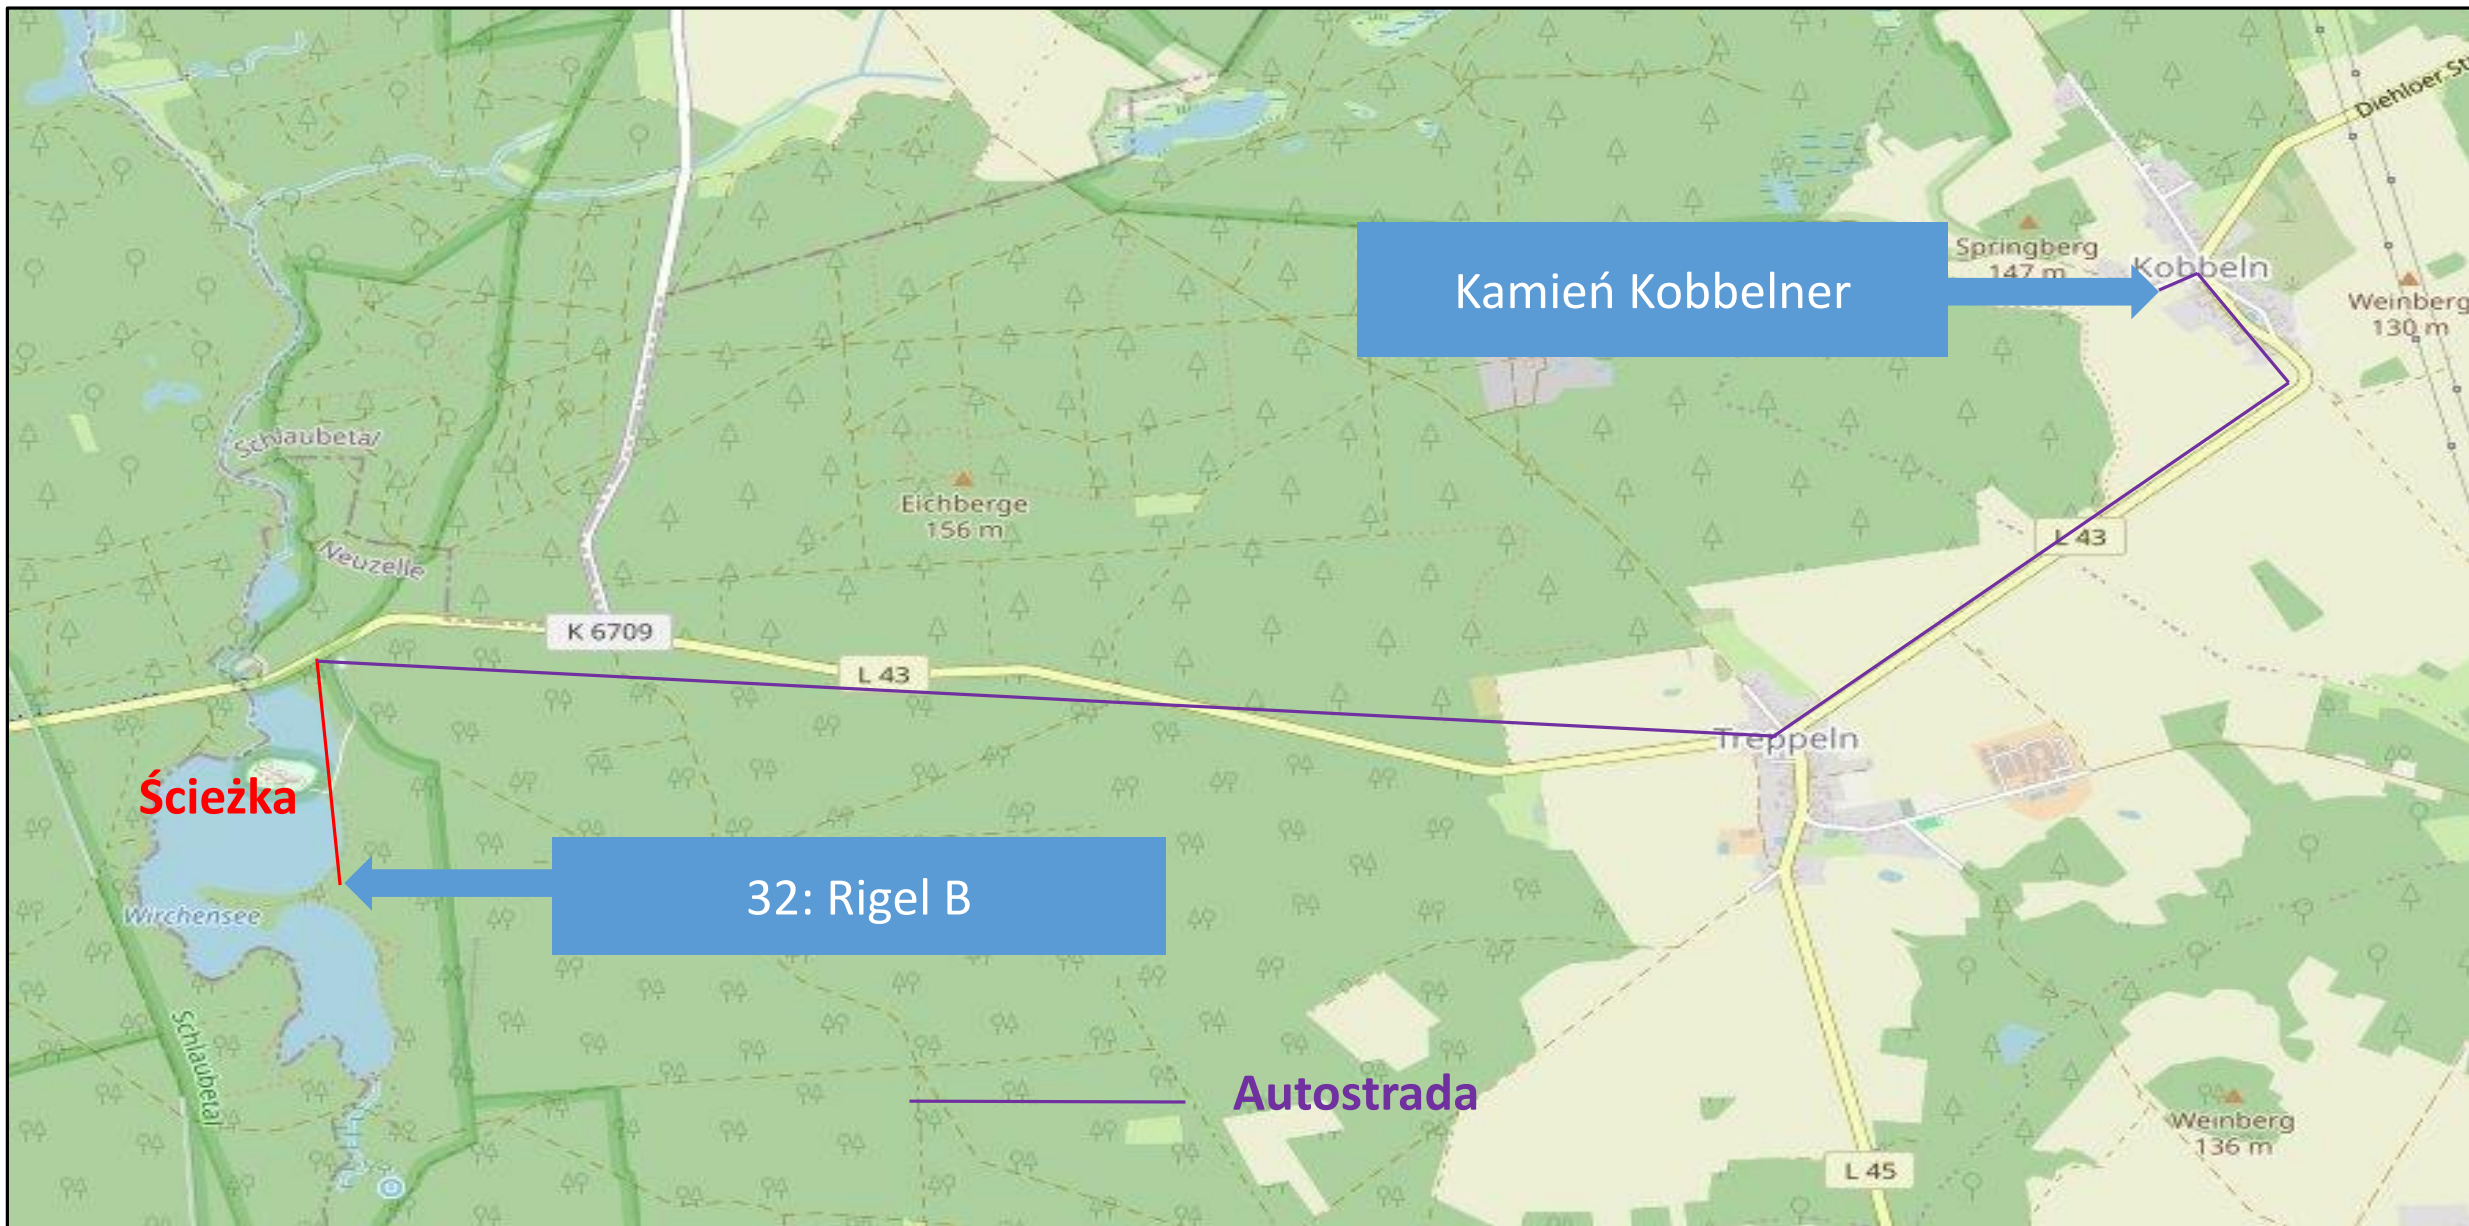 Diehloer St
Springberg
147 m
Kobbeln
Kamień Kobbelner
Weinberg
130 m
Schlaubetal
Eichberge
156 m
L 43
Neuzelle
K 6709
L 43
Treppeln
Ścieżka
32: Rigel B
Wirchensee
Schlaubetal
Autostrada
Weinberg
136 m
L 45